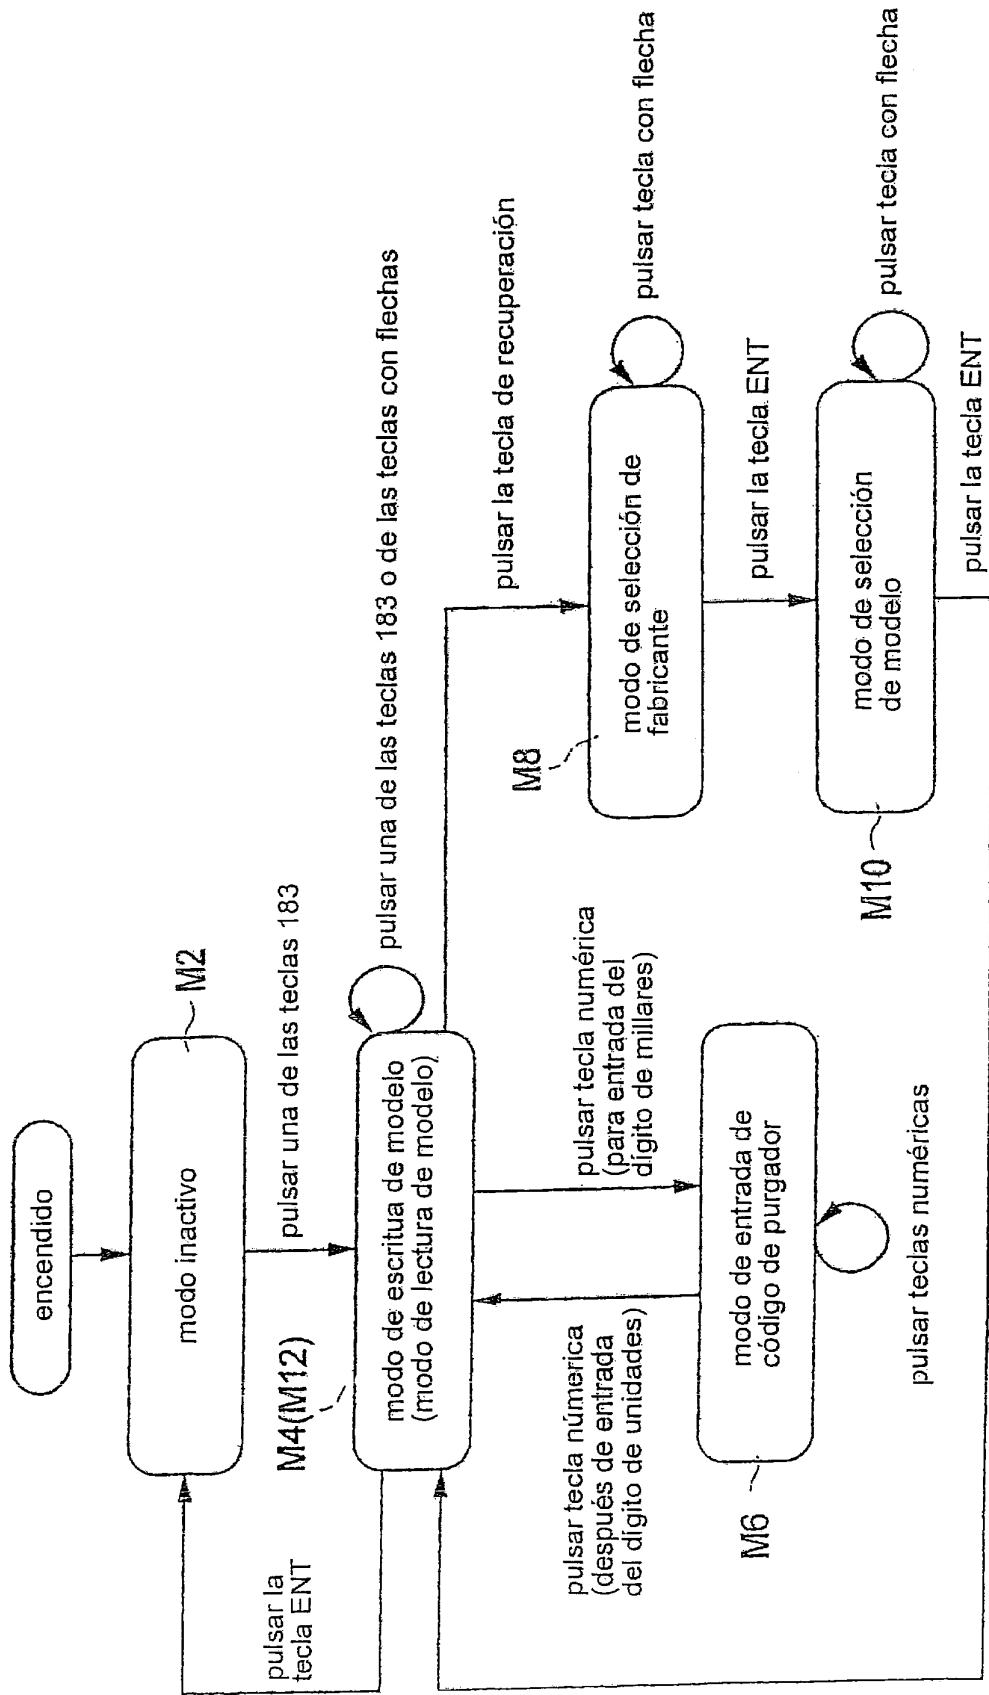 encendido
modo inactivo
M2
pulsar una de las teclas 183
pulsar la
tecla ENT
M4(M12)
modo de escritua de modelo
(modo de lectura de modelo)
pulsar una de las teclas 183 o de las teclas con flechas
pulsar tecla númerica
(después de entrada
del dígito de unidades)
pulsar tecla numérica
(para entrada del
dígito de millares)
M6
modo de entrada de
código de purgador
pulsar teclas numéricas
pulsar la tecla de recuperación
M8
modo de selección de
fabricante
pulsar tecla con flecha
pulsar la tecla ENT
M10
modo de selección
de modelo
pulsar tecla con flecha
pulsar la tecla ENT